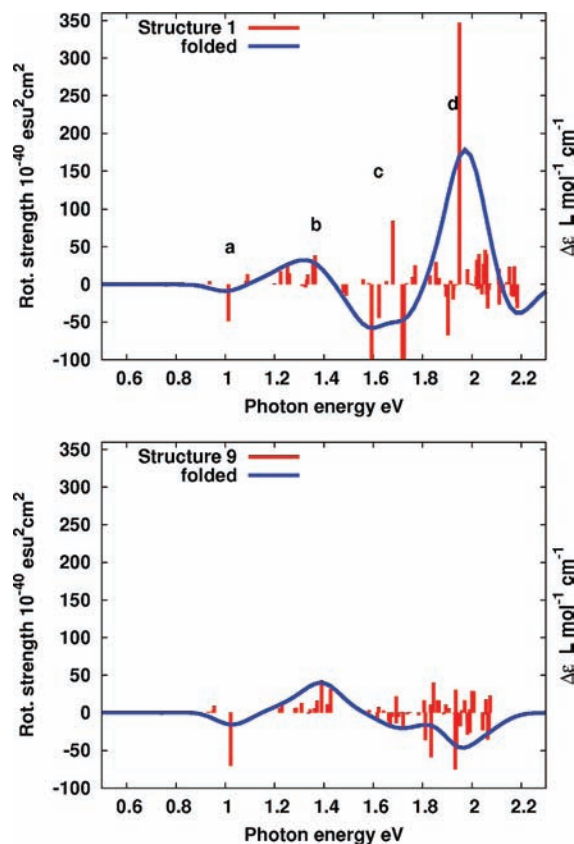 Structure 1
folded
350
300
250
200
150
100
50
0
-50
-100
Rot. strength 10⁻⁴⁰ esu²cm²
a
b
c
d
Δε L mol⁻¹ cm⁻¹
0.6 0.8 1 1.2 1.4 1.6 1.8 2 2.2
Photon energy eV
Structure 9
folded
350
300
250
200
150
100
50
0
-50
-100
Rot. strength 10⁻⁴⁰ esu²cm²
Δε L mol⁻¹ cm⁻¹
0.6 0.8 1 1.2 1.4 1.6 1.8 2 2.2
Photon energy eV